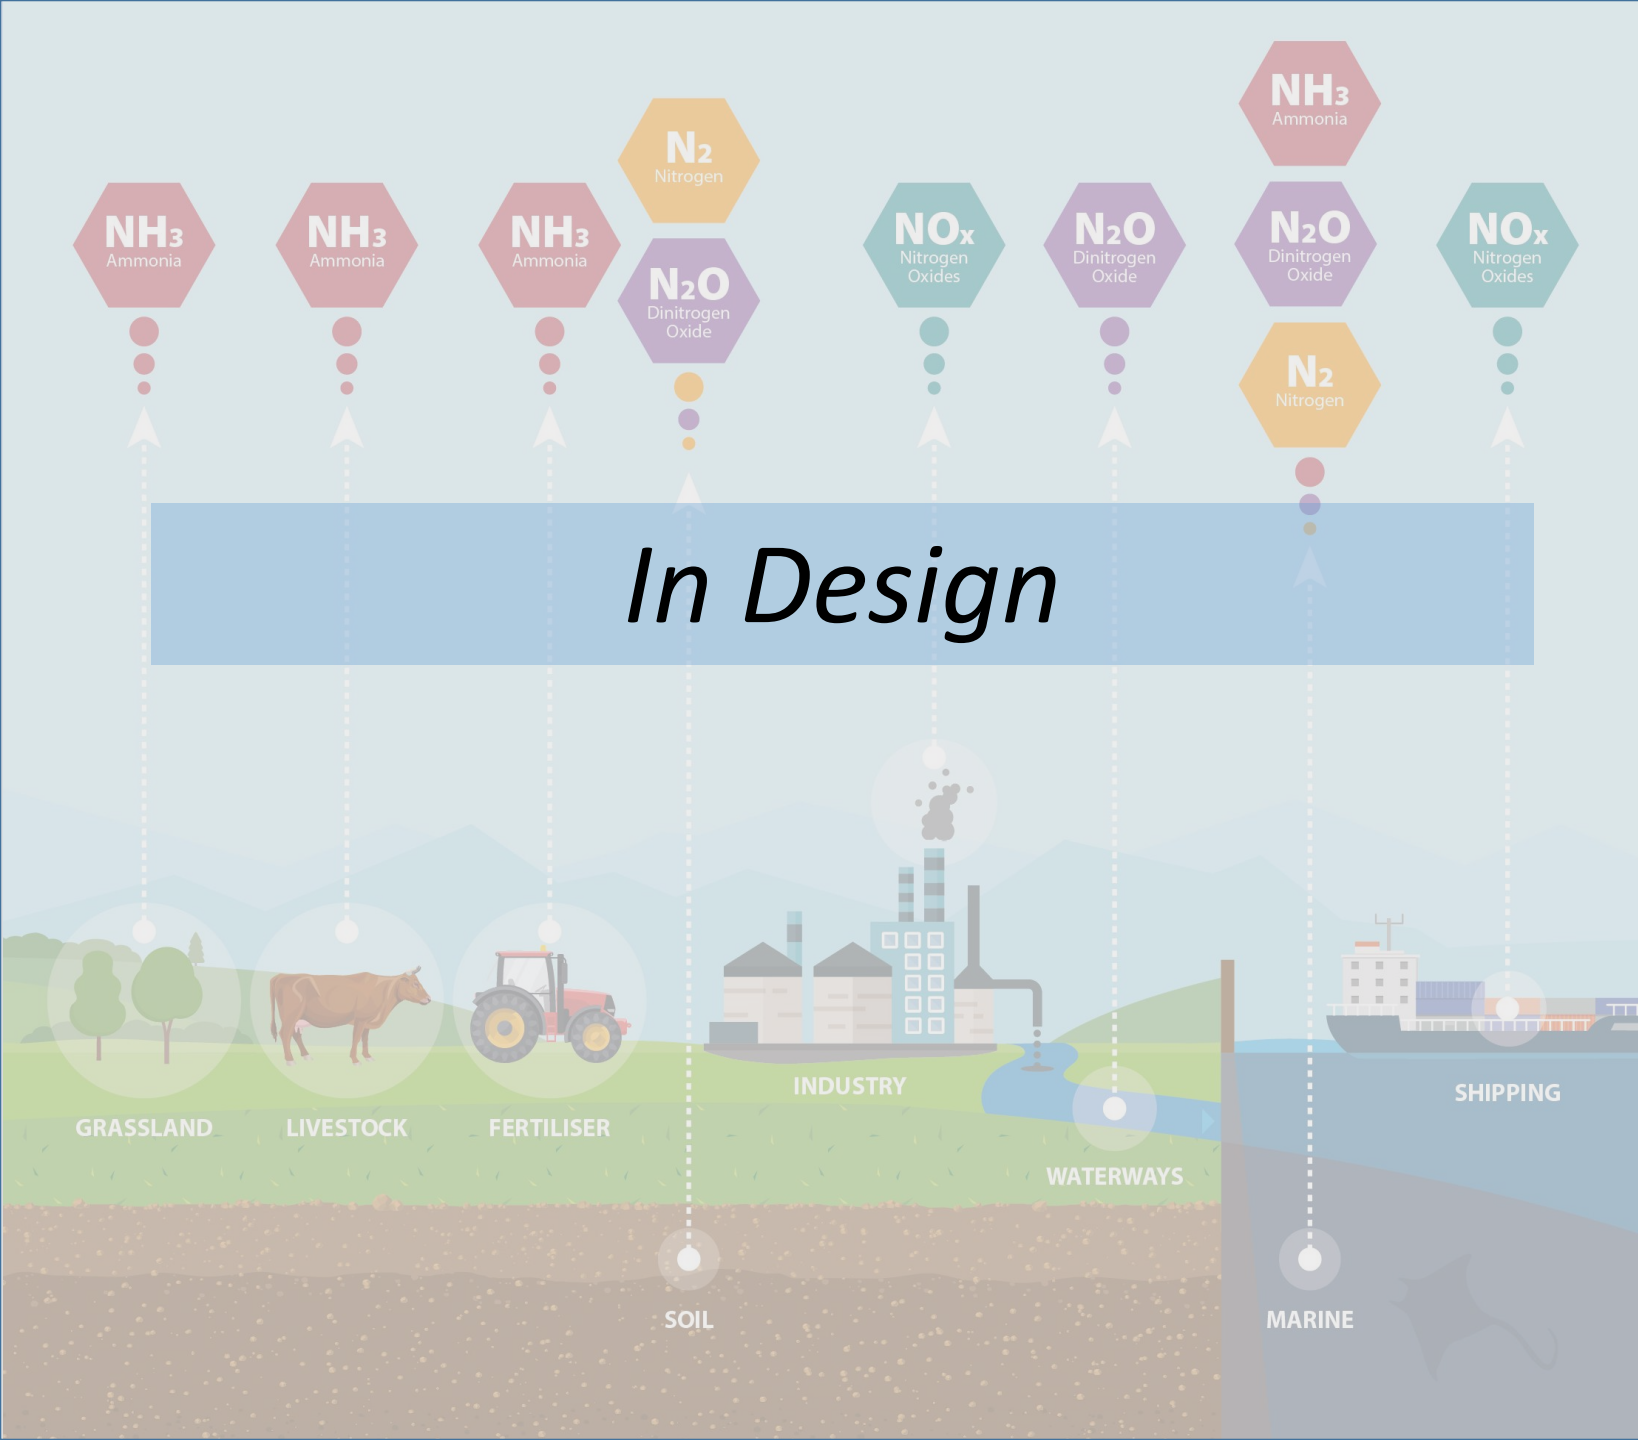 NH3
Ammonia
NH3
Ammonia
NH3
Ammonia
N2
Nitrogen
N2O
Dinitrogen
Oxide
NOx
Nitrogen
Oxides
N2O
Dinitrogen
Oxide
NH3
Ammonia
N2O
Dinitrogen
Oxide
N2
Nitrogen
NOx
Nitrogen
Oxides
In Design
GRASSLAND
LIVESTOCK
FERTILISER
INDUSTRY
WATERWAYS
SHIPPING
SOIL
MARINE